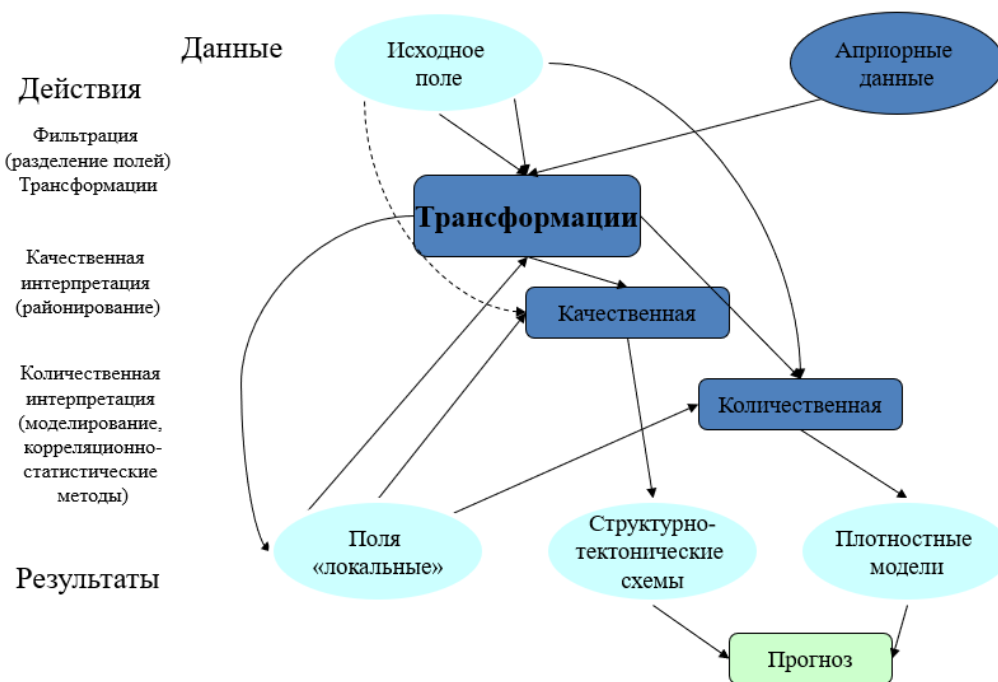 Данные
Исходное
поле
Априорные
данные
Действия
Фильтрация
(разделение полей)
Трансформации
Трансформации
Качественная
интерпретация
(районирование)
Качественная
Количественная
интерпретация
(моделирование,
корреляционно-
статистические
методы)
Количественная
Результаты
Поля
«локальные»
Структурно-
тектонические
схемы
Плотностные
модели
Прогноз